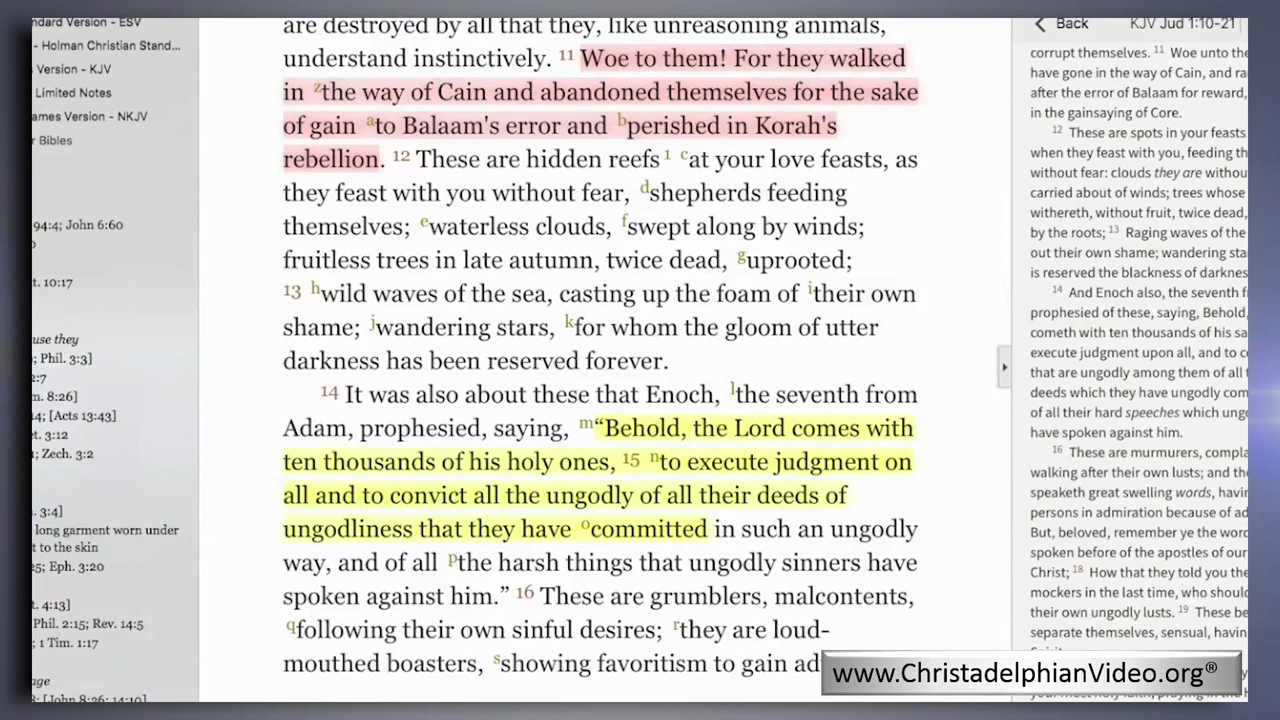 ndard Version - ESV
- Holman Christian Stand...
Version - KJV
Limited Notes
ames Version - NKJV
r Bibles
94:4; John 6:60
t. 10:17
use they
; Phil. 3:3]
2:7
m. 8:26]
14; [Acts 13:43]
et. 3:12
1; Zech. 3:2
. 3:4]
long garment worn under
t to the skin
25; Eph. 3:20
t. 4:13]
Phil. 2:15; Rev. 14:5
; 1 Tim. 1:17
age
[John 8:26; 14:10]
are destroyed by all that they, like unreasoning animals,
understand instinctively. 11 Woe to them! For they walked
in zthe way of Cain and abandoned themselves for the sake
of gain ato Balaam's error and bperished in Korah's
rebellion. 12 These are hidden reefs 1 cat your love feasts, as
they feast with you without fear, dshepherds feeding
themselves; ewaterless clouds, fswept along by winds;
fruitless trees in late autumn, twice dead, guprooted;
13 hwild waves of the sea, casting up the foam of itheir own
shame; jwandering stars, kfor whom the gloom of utter
darkness has been reserved forever.
14 It was also about these that Enoch, lthe seventh from
Adam, prophesied, saying, m“Behold, the Lord comes with
ten thousands of his holy ones, 15 nto execute judgment on
all and to convict all the ungodly of all their deeds of
ungodliness that they have ocommitted in such an ungodly
way, and of all pthe harsh things that ungodly sinners have
spoken against him.” 16 These are grumblers, malcontents,
qfollowing their own sinful desires; rthey are loud-
mouthed boasters, sshowing favoritism to gain ad
Back KJV Jud 1:10-21
corrupt themselves. 11 Woe unto the
have gone in the way of Cain, and ra
after the error of Balaam for reward,
in the gainsaying of Core.
12 These are spots in your feasts
when they feast with you, feeding th
without fear: clouds they are withou
carried about of winds; trees whose
withereth, without fruit, twice dead,
by the roots; 13 Raging waves of the
out their own shame; wandering sta
is reserved the blackness of darknes
14 And Enoch also, the seventh f
prophesied of these, saying, Behold,
cometh with ten thousands of his sa
execute judgment upon all, and to c
that are ungodly among them of all t
deeds which they have ungodly com
of all their hard speeches which ung
have spoken against him.
16 These are murmurers, compla
walking after their own lusts; and the
speaketh great swelling words, havin
persons in admiration because of ad
But, beloved, remember ye the word
spoken before of the apostles of our
Christ; 18 How that they told you the
mockers in the last time, who shoul
their own ungodly lusts. 19 These be
separate themselves, sensual, havin
www.ChristadelphianVideo.org®